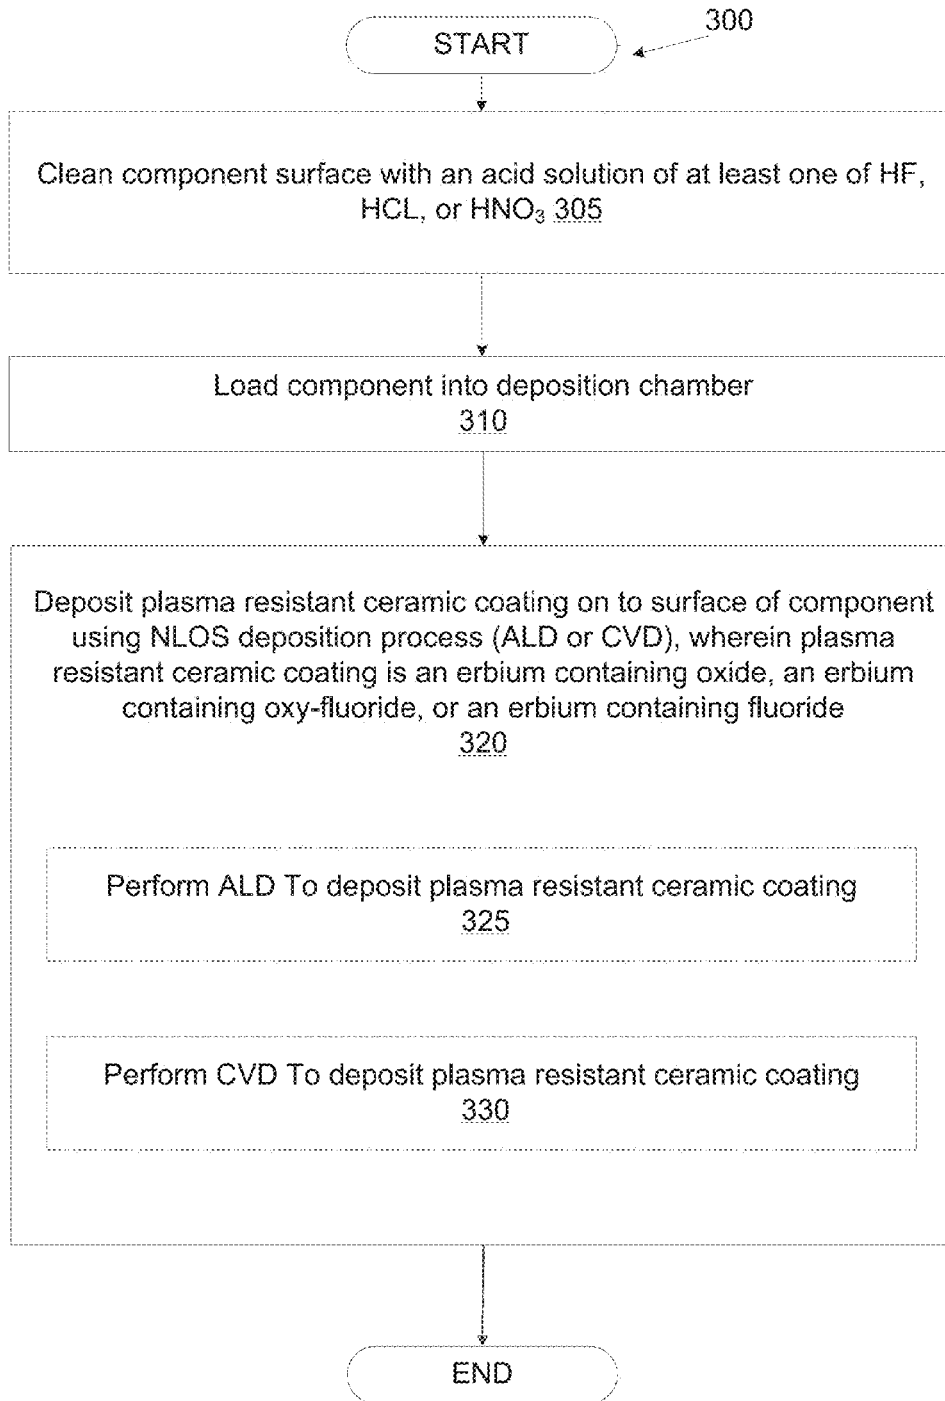 START
300
Clean component surface with an acid solution of at least one of HF,
HCL, or HNO₃ 305
Load component into deposition chamber
310
Deposit plasma resistant ceramic coating on to surface of component
using NLOS deposition process (ALD or CVD), wherein plasma
resistant ceramic coating is an erbium containing oxide, an erbium
containing oxy-fluoride, or an erbium containing fluoride
320
Perform ALD To deposit plasma resistant ceramic coating
325
Perform CVD To deposit plasma resistant ceramic coating
330
END